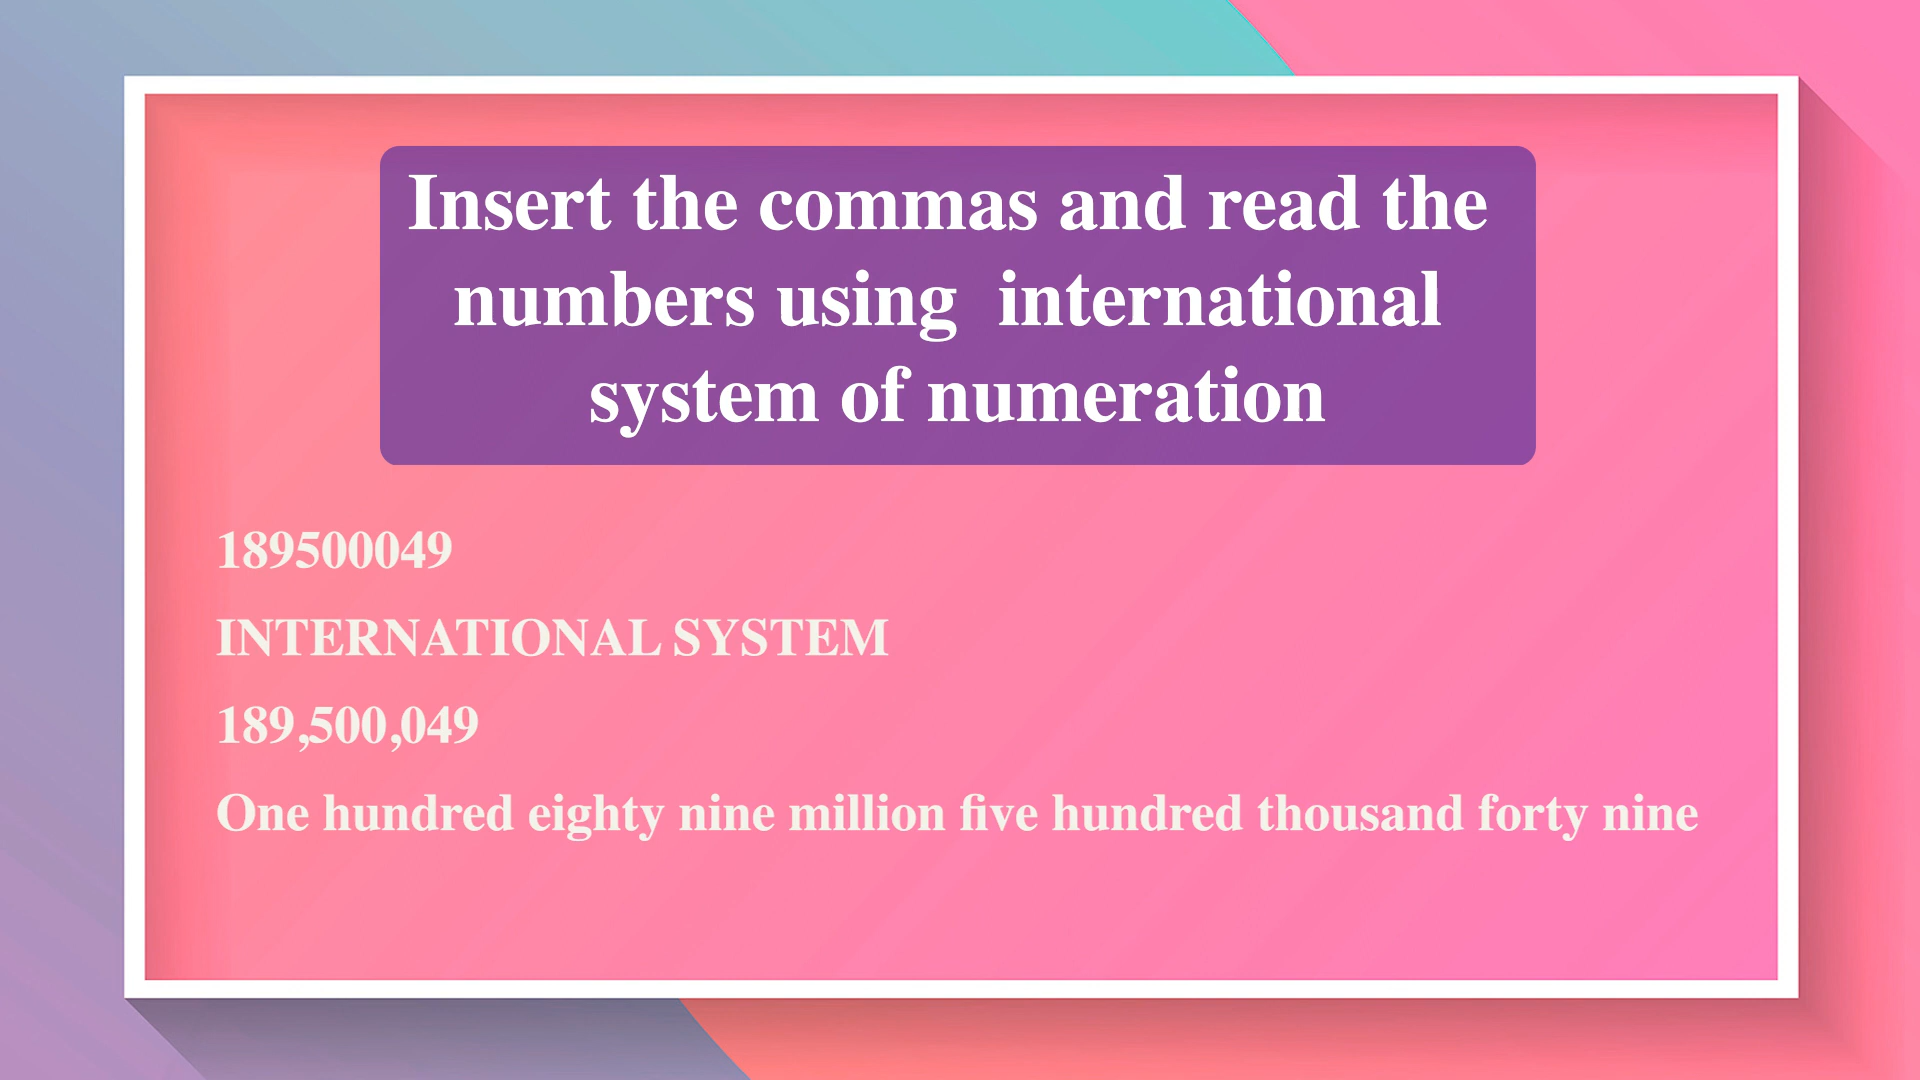 Insert the commas and read the
numbers using  international
system of numeration
189500049
INTERNATIONAL SYSTEM
189,500,049
One hundred eighty nine million five hundred thousand forty nine